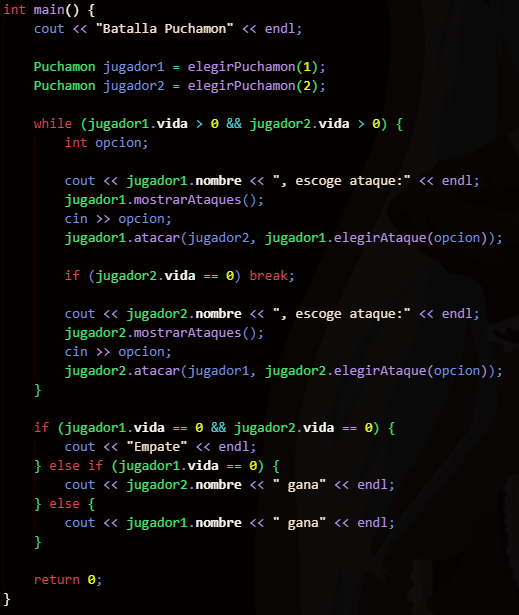 int main() {
    cout << "Batalla Puchamon" << endl;

    Puchamon jugador1 = elegirPuchamon(1);
    Puchamon jugador2 = elegirPuchamon(2);

    while (jugador1.vida > 0 && jugador2.vida > 0) {
        int opcion;

        cout << jugador1.nombre << ", escoge ataque:" << endl;
        jugador1.mostrarAtaques();
        cin >> opcion;
        jugador1.atacar(jugador2, jugador1.elegirAtaque(opcion));

        if (jugador2.vida == 0) break;

        cout << jugador2.nombre << ", escoge ataque:" << endl;
        jugador2.mostrarAtaques();
        cin >> opcion;
        jugador2.atacar(jugador1, jugador2.elegirAtaque(opcion));
    }

    if (jugador1.vida == 0 && jugador2.vida == 0) {
        cout << "Empate" << endl;
    } else if (jugador1.vida == 0) {
        cout << jugador2.nombre << " gana" << endl;
    } else {
        cout << jugador1.nombre << " gana" << endl;
    }

    return 0;
}